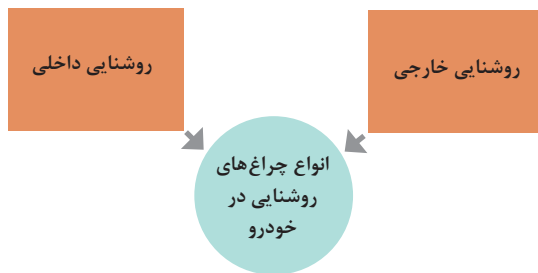 روشنایی خارجی
روشنایی داخلی
انواع چراغ‌های
روشنایی در
خودرو